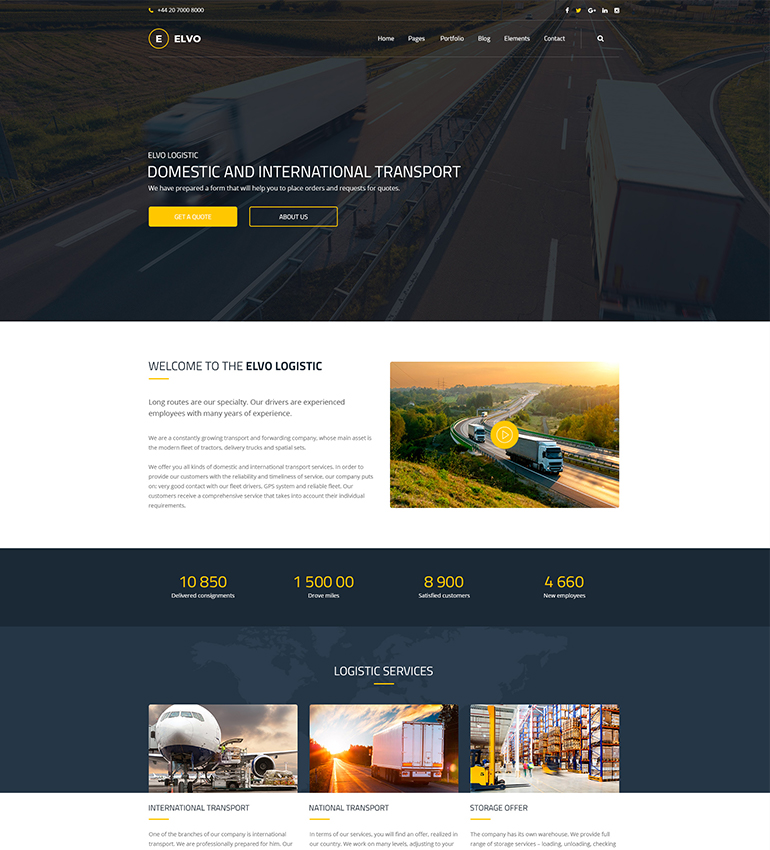 +44 20 7000 8000
E ELVO
Home Pages Portfolio Blog Elements Contact
ELVO LOGISTIC
DOMESTIC AND INTERNATIONAL TRANSPORT
We have prepared a form that will help you to place orders and requests for quotes.
GET A QUOTE ABOUT US
WELCOME TO THE ELVO LOGISTIC
Long routes are our specialty. Our drivers are experienced
employees with many years of experience.
We are a constantly growing transport and forwarding company, whose main asset is
the modern fleet of tractors, delivery trucks and spatial sets.
We offer you all kinds of domestic and international transport services. In order to
provide our customers with the reliability and timeliness of service, our company puts
on: very good contact with our fleet drivers, GPS system and reliable fleet. Our
customers receive a comprehensive service that takes into account their individual
requirements.
10 850 1 500 00 8 900 4 660
Delivered consignments Drove miles Satisfied customers New employees
LOGISTIC SERVICES
INTERNATIONAL TRANSPORT NATIONAL TRANSPORT STORAGE OFFER
One of the branches of our company is international
transport. We are professionally prepared for him. Our
In terms of our services, you will find an offer, realized in
our country. We work on many levels, adjusting to your
The company has its own warehouse. We provide full
range of storage services – loading, unloading, checking